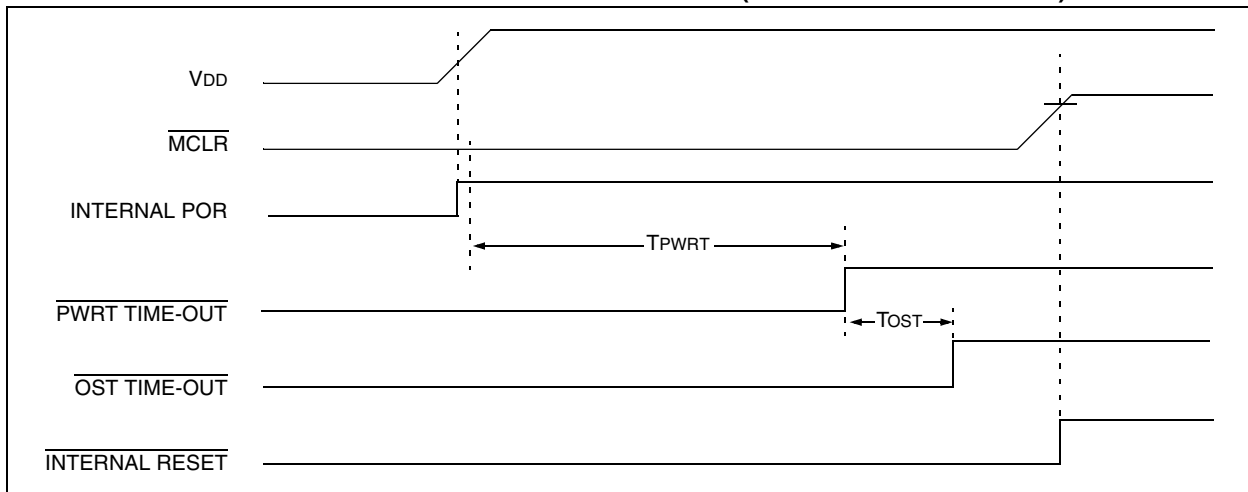 VDD
MCLR
INTERNAL POR
TPWRT
PWRT TIME-OUT
TOST
OST TIME-OUT
INTERNAL RESET